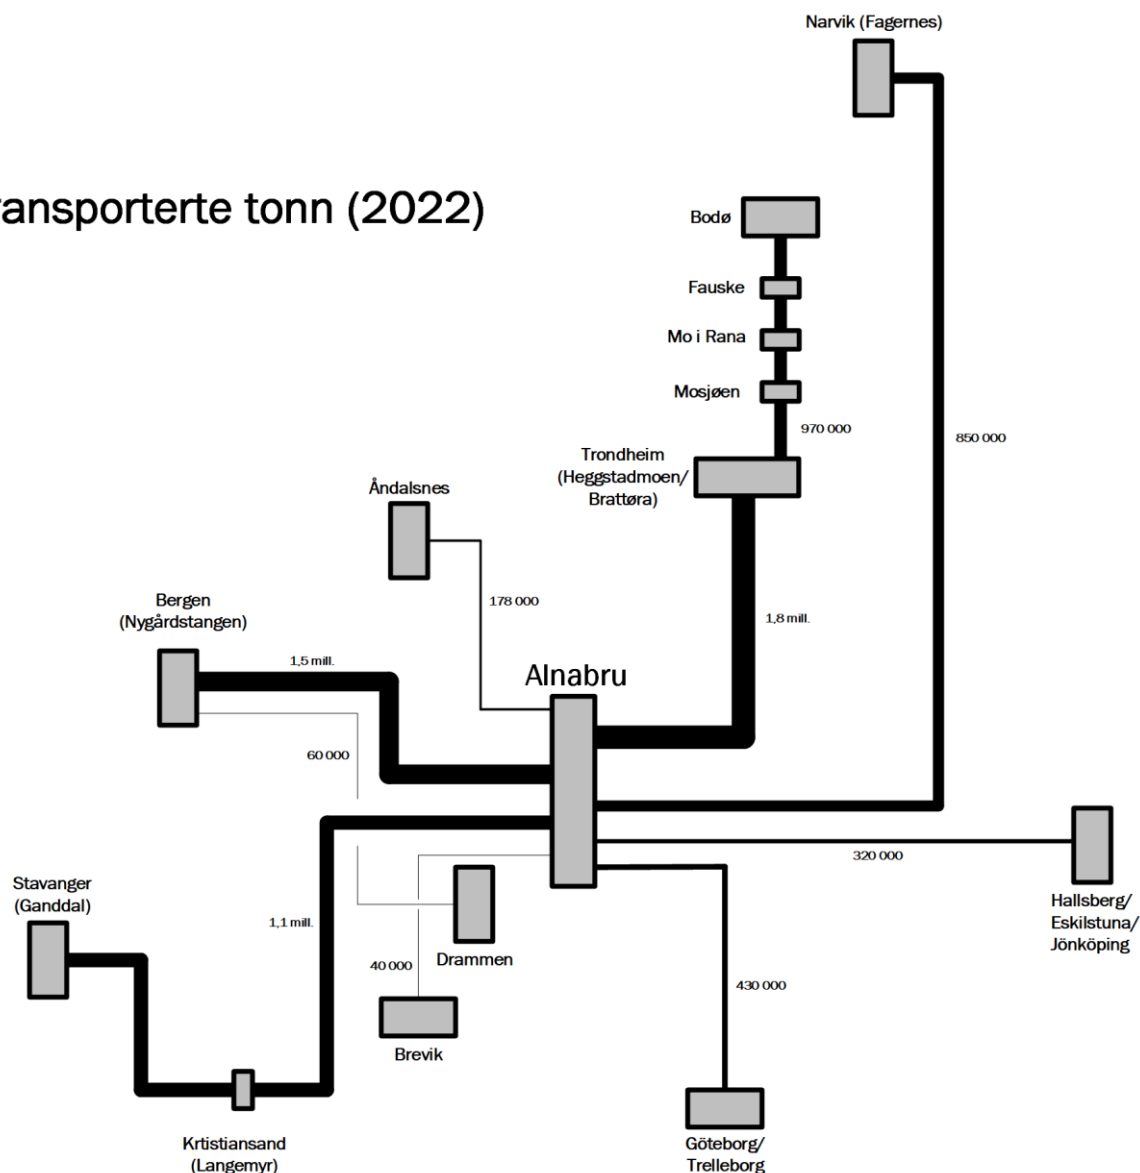 Narvik (Fagernes)
ransporterte tonn (2022)
Bodø
Fauske
Mo i Rana
Mosjøen
970 000
850 000
Trondheim
(Heggstadmoen/
Brattøra)
Åndalsnes
178 000
1,8 mill.
Bergen
(Nygårdstangen)
1,5 mill.
Alnabru
60 000
320 000
Stavanger
(Ganddal)
1,1 mill.
Hallsberg/
Eskilstuna/
Jönköping
Drammen
40 000
430 000
Brevik
Krtistiansand
(Langemyr)
Göteborg/
Trelleborg